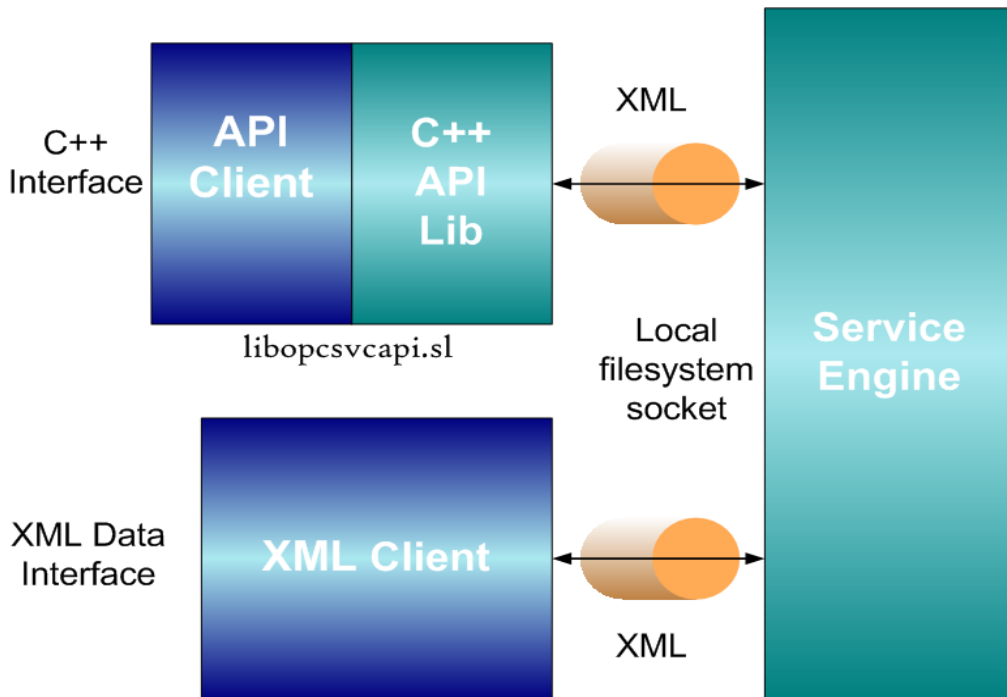 C++
Interface
API
Client
C++
API
Lib
XML
libopcsvcapi.sl
Local
filesystem
socket
Service
Engine
XML Data
Interface
XML Client
XML